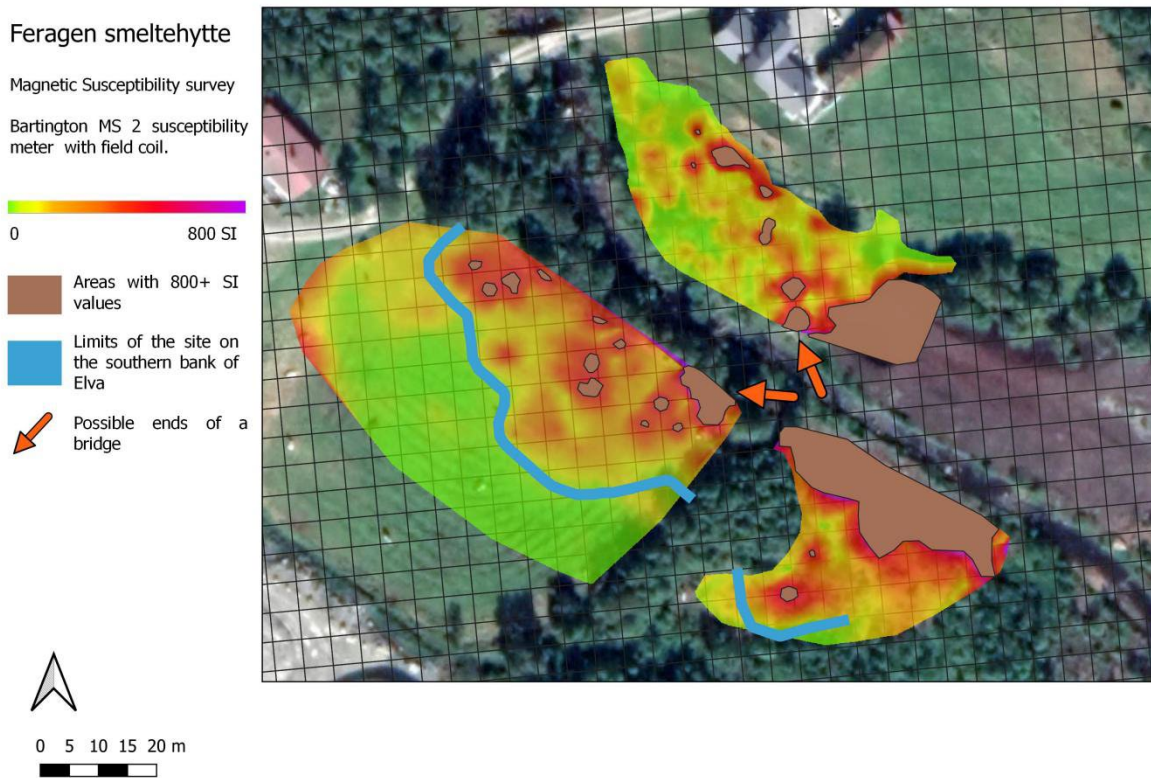 Feragen smeltehytte
Magnetic Susceptibility survey
Bartington MS 2 susceptibility
meter with field coil.
0 800 SI
Areas with 800+ SI
values
Limits of the site on
the southern bank of
Elva
Possible ends of a
bridge
0 5 10 15 20 m